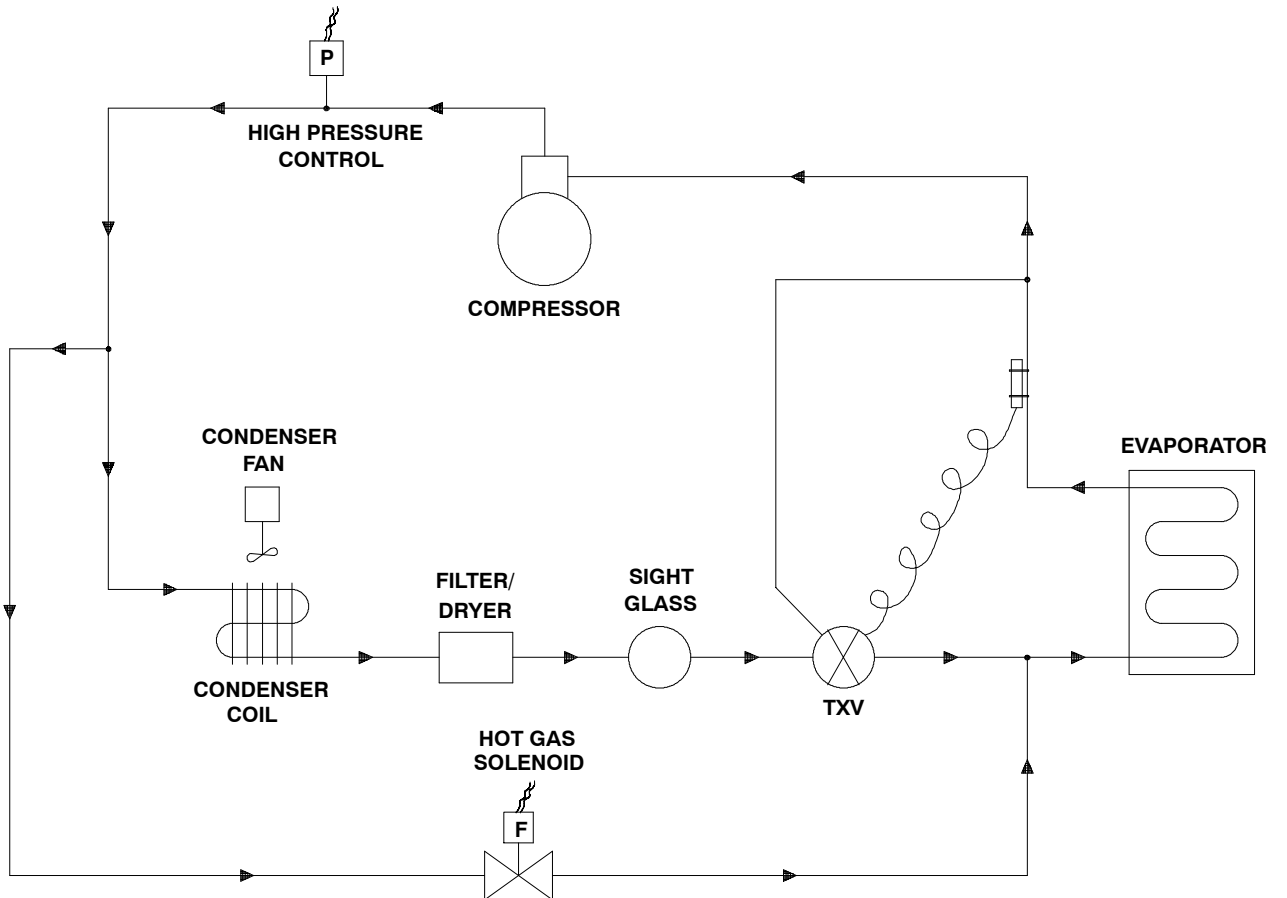 P
HIGH PRESSURE
CONTROL
COMPRESSOR
CONDENSER
FAN
EVAPORATOR
FILTER/
DRYER
SIGHT
GLASS
CONDENSER
COIL
TXV
HOT GAS
SOLENOID
F